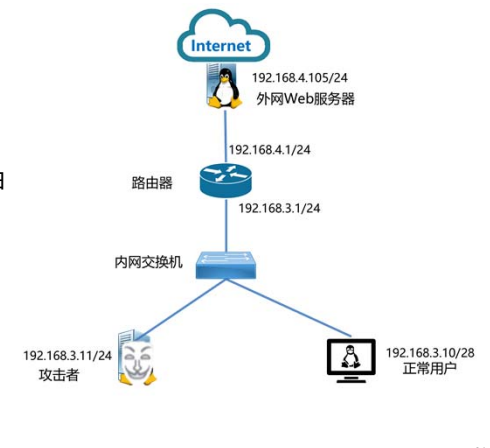 Internet
192.168.4.105/24
外网Web服务器
192.168.4.1/24
路由器
192.168.3.1/24
内网交换机
192.168.3.11/24
攻击者
192.168.3.10/28
正常用户